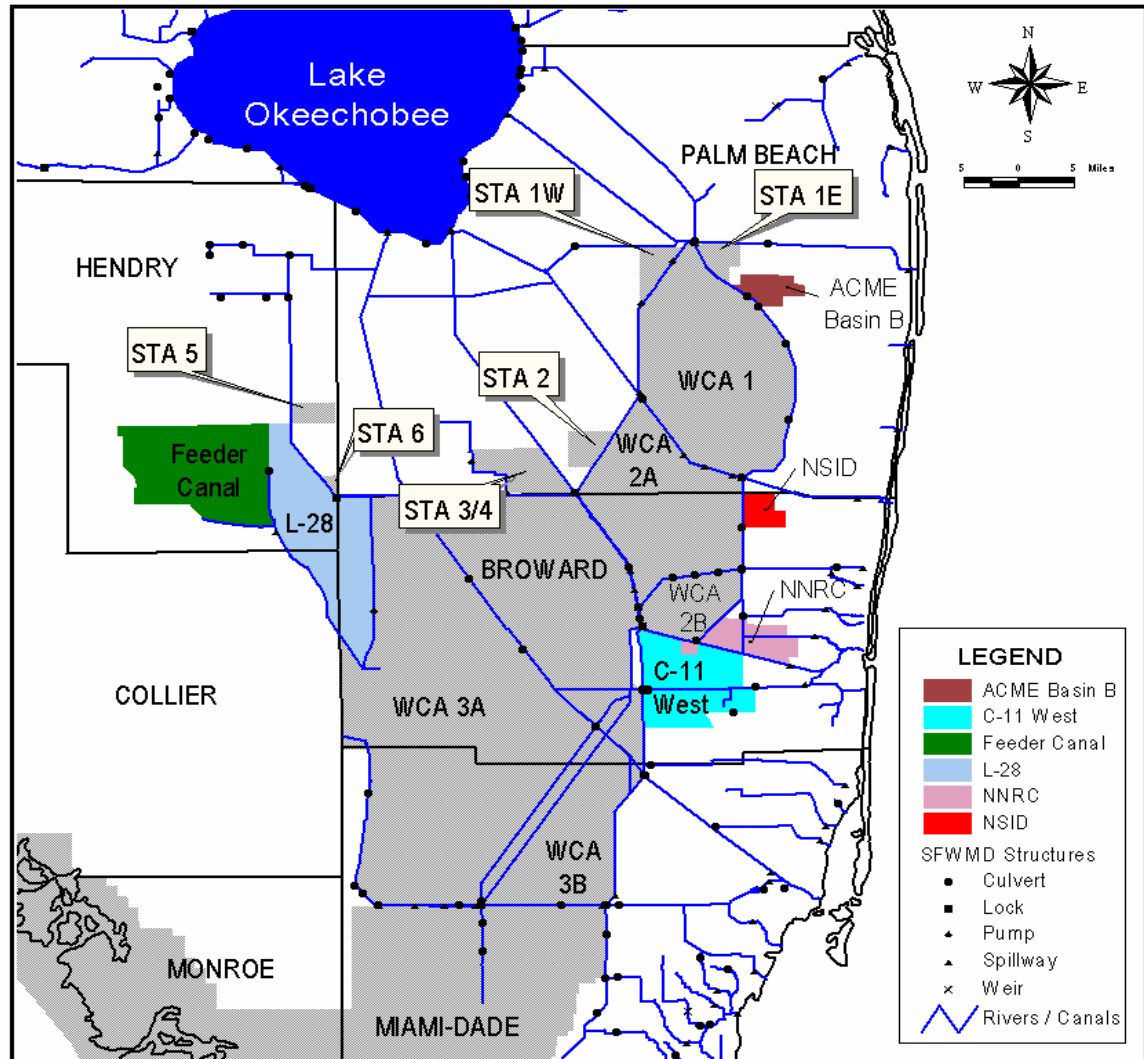 Lake
Okeechobee
N
W
E
S
5
0
5
Miles
PALM BEACH
STA 1W
STA 1E
HENDRY
ACME
Basin B
STA 5
STA 2
WCA 1
STA 6
WCA
2A
Feeder
Canal
NSID
STA 3/4
L-28
BROWARD
WCA
2B
NNRC
C-11
West
COLLIER
WCA 3A
WCA
3B
MONROE
MIAMI-DADE
LEGEND
ACME Basin B
C-11 West
Feeder Canal
L-28
NNRC
NSID
SFWMD Structures
Culvert
Lock
Pump
Spillway
Weir
Rivers / Canals